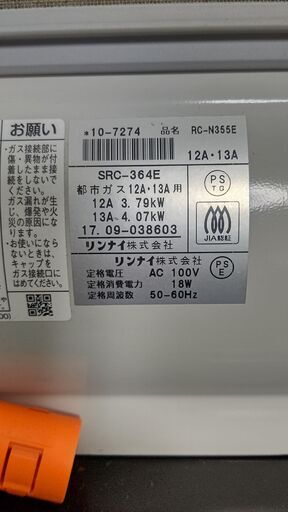 お願い
・ガス接続部に
傷・異物が付
着したまま接
続をしないで
ください。
ガス漏れが生
じ、爆発や火
災の原因にな
ります。
ないときは、
キャップを
ガス接続口に
はめてください。
*10-7274 品名 RC-N355E
12A・13A
SRC-364E
都市ガス12A・13A用
12A 3.79kW
13A 4.07kW
17.09-038603
リンナイ株式会社
PS
TG
JIA認証
リンナイ株式会社
定格電圧 AC 100V
定格消費電力 18W
定格周波数 50-60Hz
PS
E